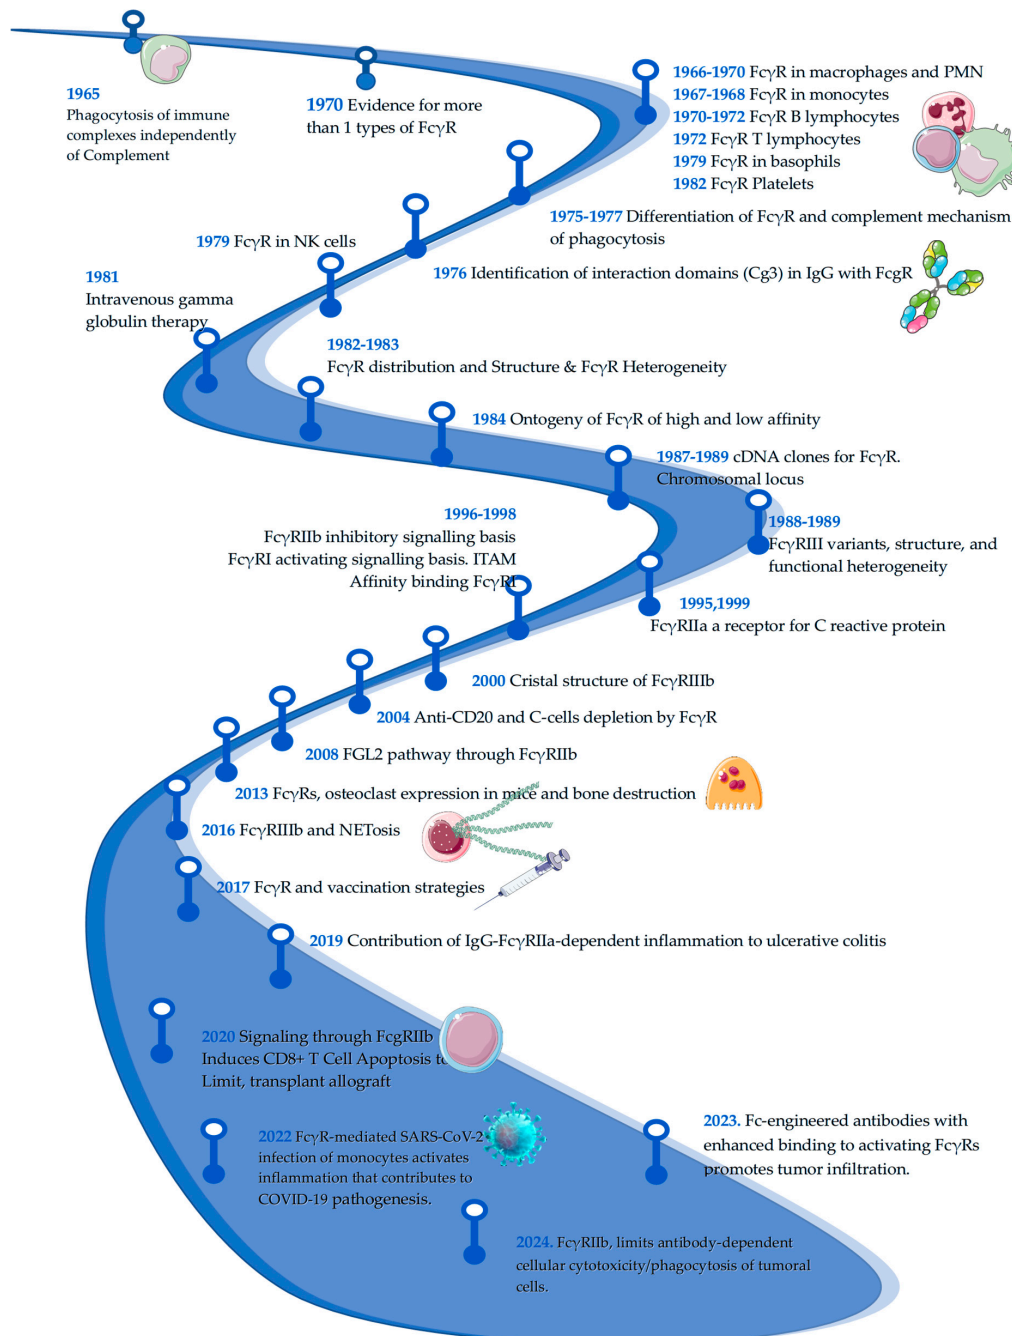 1965
Phagocytosis of immune
complexes independently
of Complement
1970 Evidence for more
than 1 types of FcγR
1966-1970 FcγR in macrophages and PMN
1967-1968 FcγR in monocytes
1970-1972 FcγR B lymphocytes
1972 FcγR T lymphocytes
1979 FcγR in basophils
1982 FcγR Platelets
1975-1977 Differentiation of FcγR and complement mechanism
of phagocytosis
1979 FcγR in NK cells
1976 Identification of interaction domains (Cg3) in IgG with FcgR
1981
Intravenous gamma
globulin therapy
1982-1983
FcγR distribution and Structure & FcγR Heterogeneity
1984 Ontogeny of FcγR of high and low affinity
1987-1989 cDNA clones for FcγR.
Chromosomal locus
1988-1989
FcγRIII variants, structure, and
functional heterogeneity
1996-1998
FcγRIIb inhibitory signalling basis
FcγRI activating signalling basis. ITAM
Affinity binding FcγRI
1995,1999
FcγRIIa a receptor for C reactive protein
2000 Cristal structure of FcγRIIIb
2004 Anti-CD20 and C-cells depletion by FcγR
2008 FGL2 pathway through FcγRIIb
2013 FcγRs, osteoclast expression in mice and bone destruction
2016 FcγRIIIb and NETosis
2017 FcγR and vaccination strategies
2019 Contribution of IgG-FcγRIIa-dependent inflammation to ulcerative colitis
2020 Signaling through FcgRIIb
Induces CD8+ T Cell Apoptosis to
Limit, transplant allograft
2022 FcγR-mediated SARS-CoV-2
infection of monocytes activates
inflammation that contributes to
COVID-19 pathogenesis.
2023. Fc-engineered antibodies with
enhanced binding to activating FcγRs
promotes tumor infiltration.
2024. FcγRIIb, limits antibody-dependent
cellular cytotoxicity/phagocytosis of tumoral
cells.